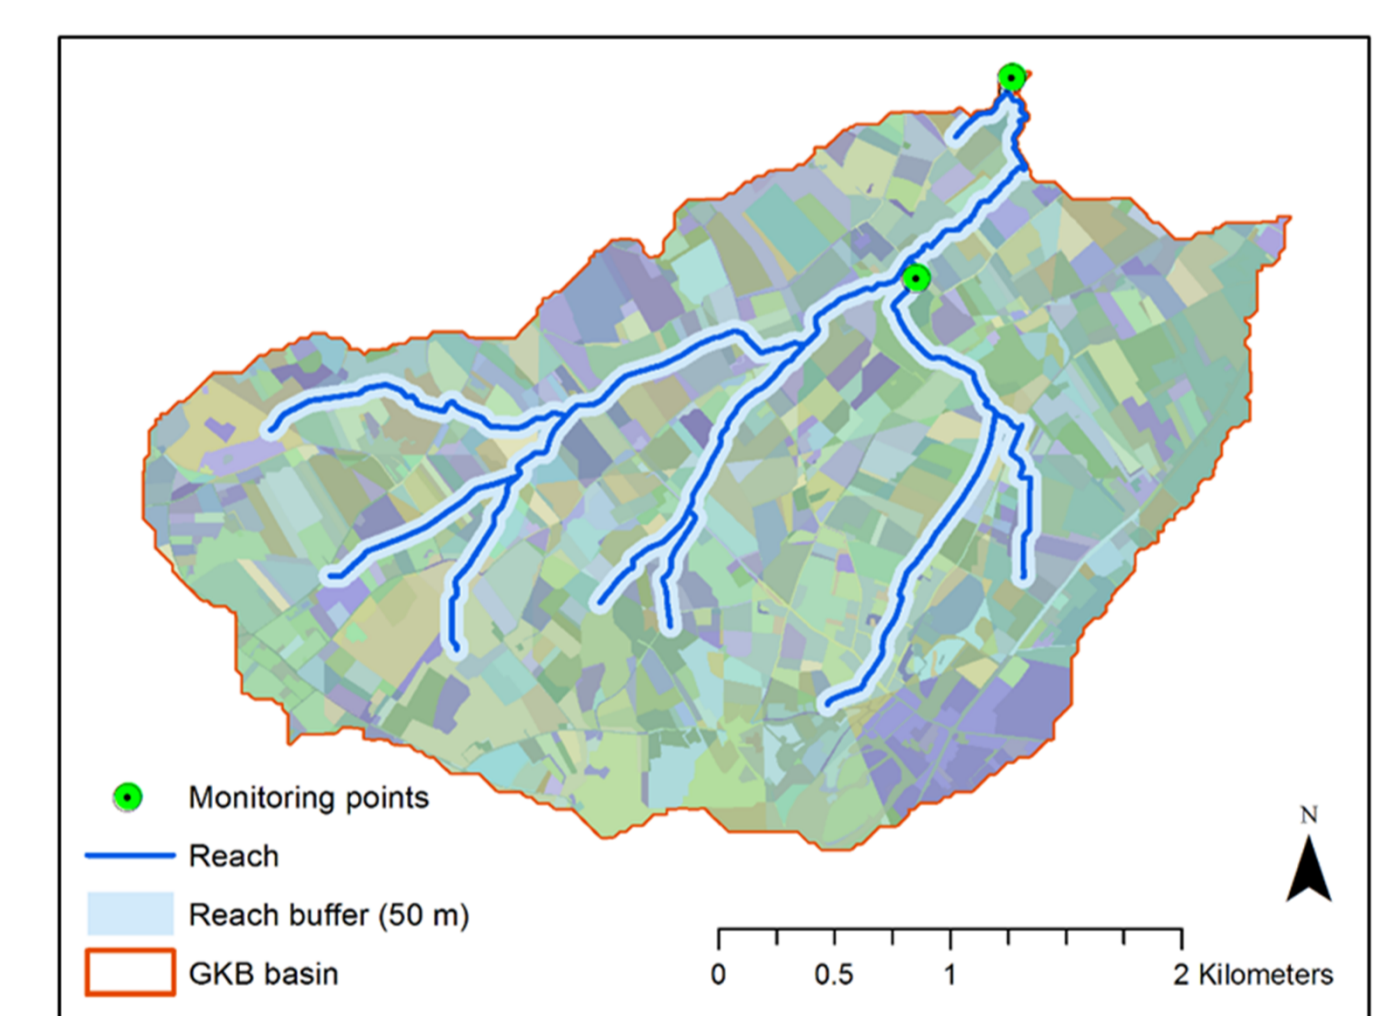 Monitoring points
Reach
Reach buffer (50 m)
GKB basin
N
0 0.5 1 2 Kilometers